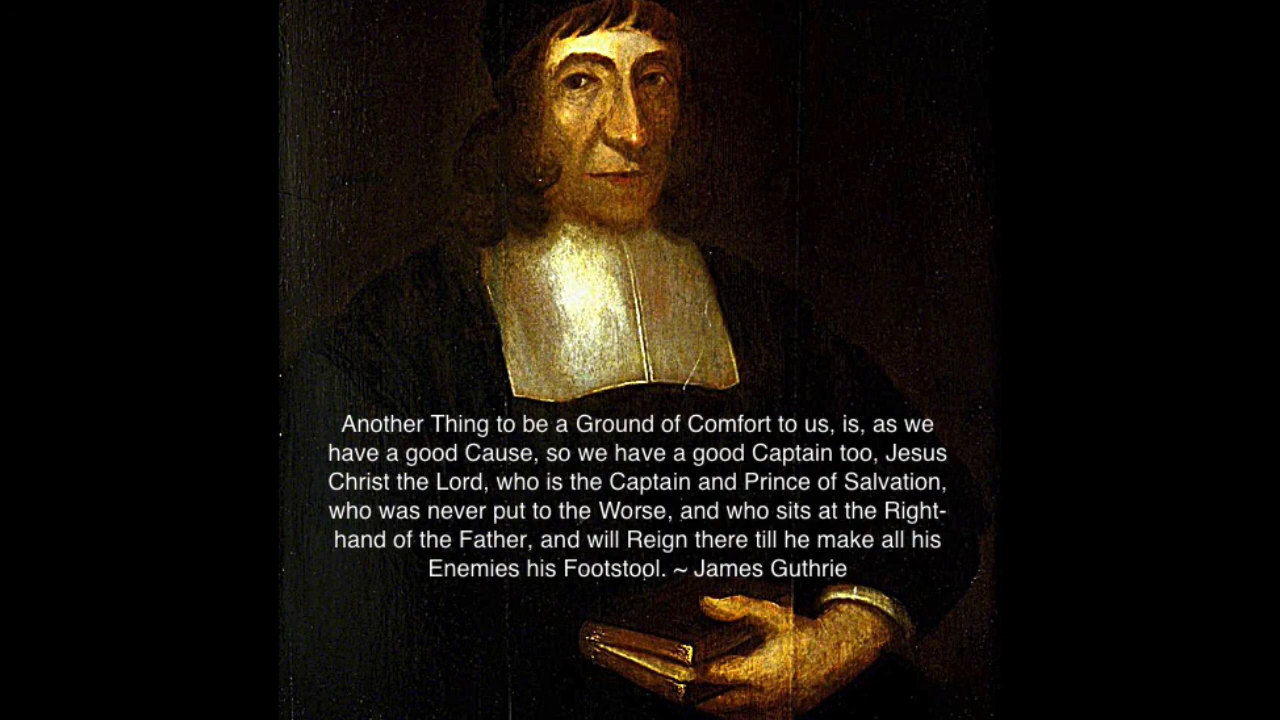 Another Thing to be a Ground of Comfort to us, is, as we
have a good Cause, so we have a good Captain too, Jesus
Christ the Lord, who is the Captain and Prince of Salvation,
who was never put to the Worse, and who sits at the Right-
hand of the Father, and will Reign there till he make all his
Enemies his Footstool. ~ James Guthrie